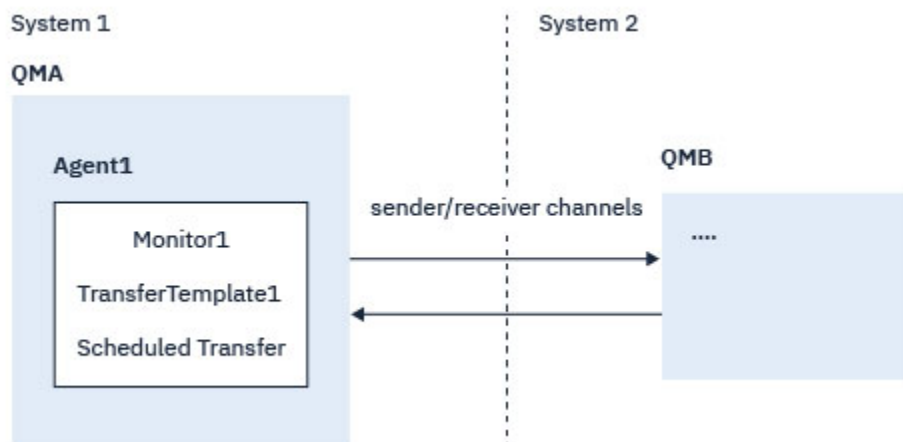 System 1
System 2
QMA
Agent1
QMB
sender/receiver channels
Monitor1
....
TransferTemplate1
Scheduled Transfer